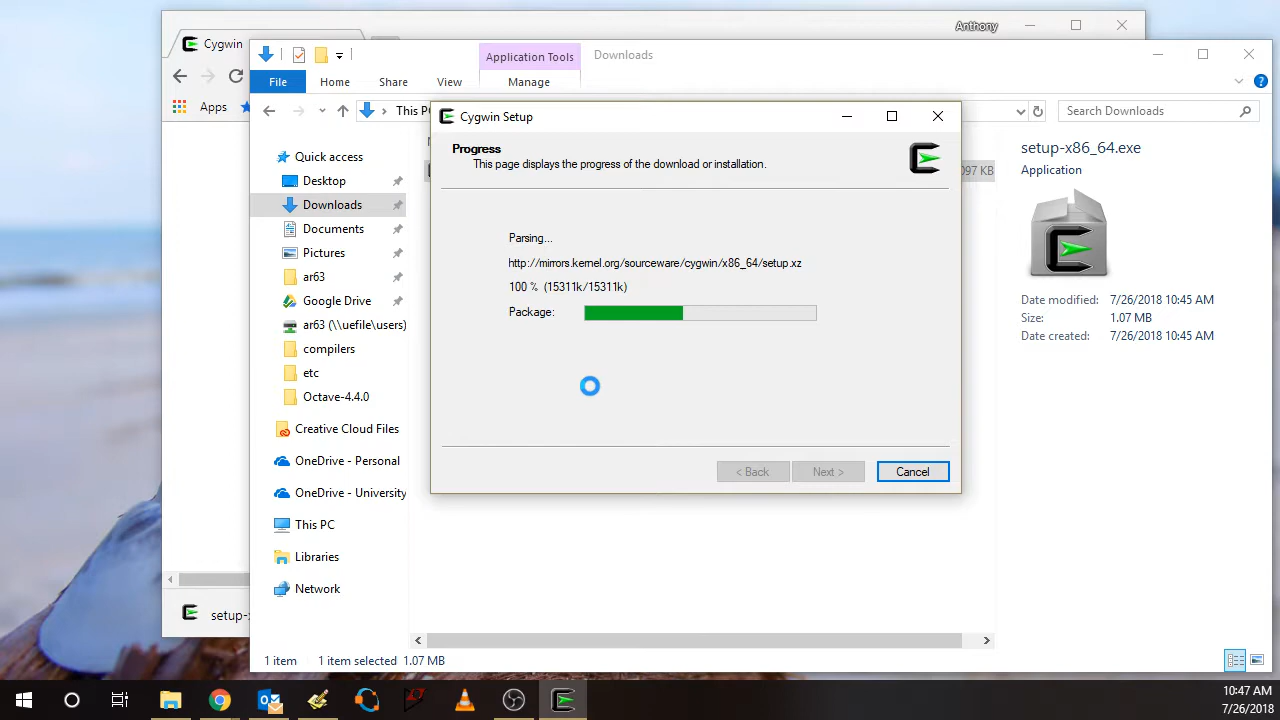 Anthony
Cygwin
Application Tools
Downloads
File
Home
Share
View
Manage
Apps
This P
Search Downloads
Cygwin Setup
Progress
This page displays the progress of the download or installation.
097 KB
setup-x86_64.exe
Application
Quick access
Desktop
Downloads
Documents
Pictures
ar63
Google Drive
ar63 (\\uefile\users)
compilers
etc
Octave-4.4.0
Creative Cloud Files
OneDrive - Personal
OneDrive - University
This PC
Libraries
Network
Parsing...
http://mirrors.kernel.org/sourceware/cygwin/x86_64/setup.xz
100 % (15311k/15311k)
Package:
Date modified: 7/26/2018 10:45 AM
Size: 1.07 MB
Date created: 7/26/2018 10:45 AM
< Back
Next >
Cancel
setup-
1 item
1 item selected 1.07 MB
10:47 AM
7/26/2018